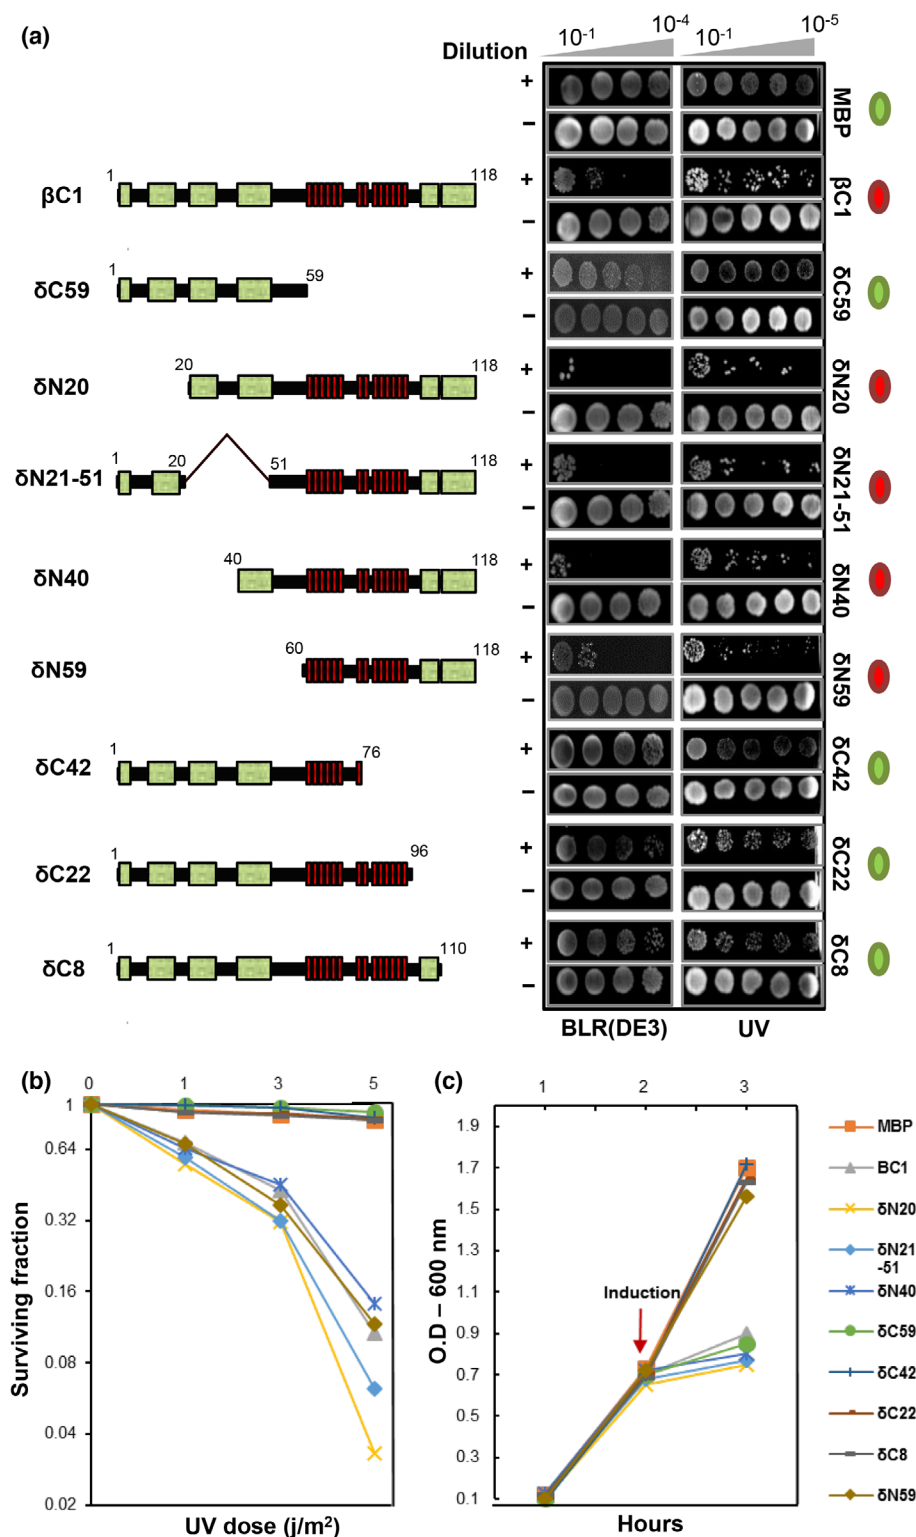 (a)
Dilution
10-1 10-4 10-1 10-5
+
−
MBP
βC1
1 118
+
−
βC1
δC59
1 59
+
−
δC59
δN20
20 118
+
−
δN20
δN21-51
1 20 51 118
+
−
δN21-51
δN40
40 118
+
−
δN40
δN59
60 118
+
−
δN59
δC42
1 76
+
−
δC42
δC22
1 96
+
−
δC22
δC8
1 110
+
−
δC8
BLR(DE3) UV
(b)
0 1 3 5
1
0.64
0.32
0.16
0.08
0.04
0.02
Surviving fraction
UV dose (j/m2)
(c)
1 2 3
1.9
1.7
1.5
1.3
1.1
0.9
0.7
0.5
0.3
0.1
O.D – 600 nm
Induction
Hours
MBP
BC1
δN20
δN21
-51
δN40
δC59
δC42
δC22
δC8
δN59